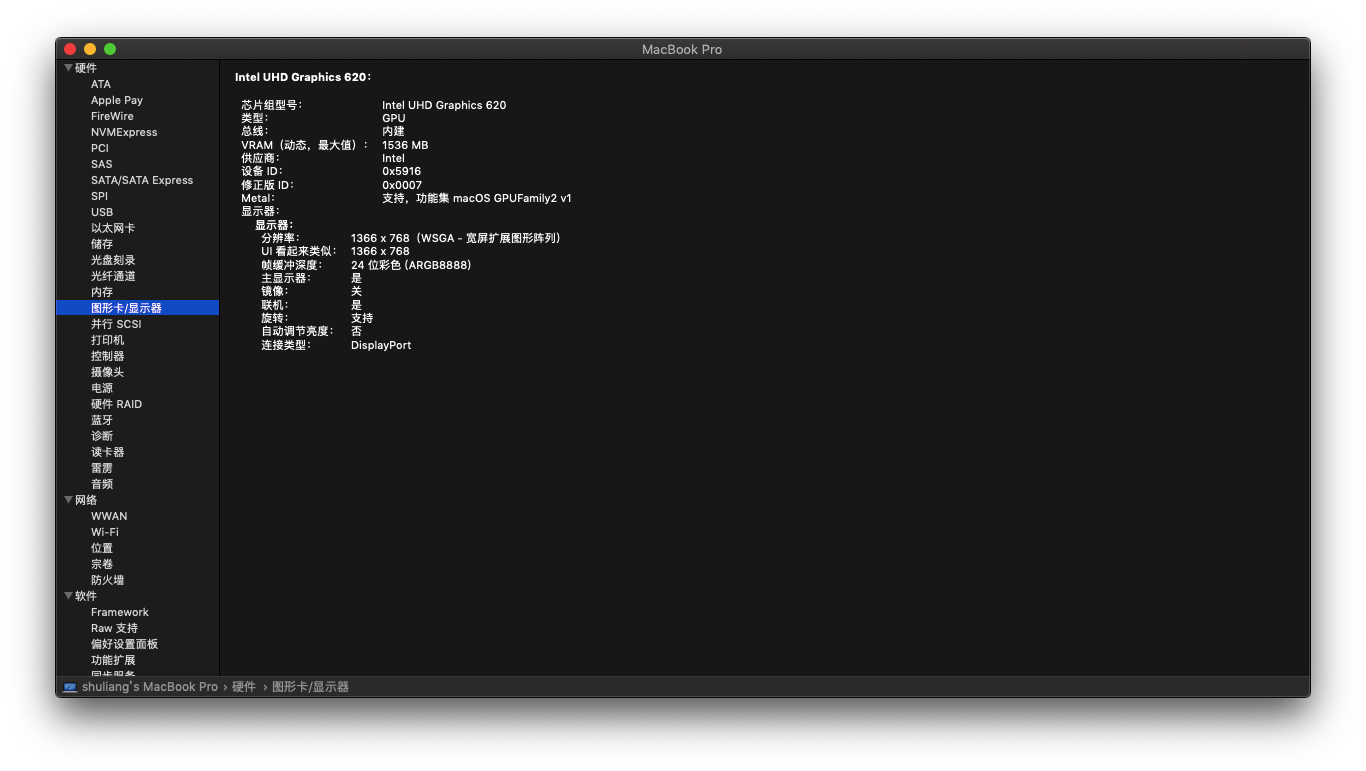 MacBook Pro
硬件
ATA
Apple Pay
FireWire
NVMExpress
PCI
SAS
SATA/SATA Express
SPI
USB
以太网卡
储存
光盘刻录
光纤通道
内存
图形卡/显示器
并行 SCSI
打印机
控制器
摄像头
电源
硬件 RAID
蓝牙
诊断
读卡器
雷雳
音频
网络
WWAN
Wi-Fi
位置
宗卷
防火墙
软件
Framework
Raw 支持
偏好设置面板
功能扩展
同步服务
Intel UHD Graphics 620：
芯片组型号： Intel UHD Graphics 620
类型： GPU
总线： 内建
VRAM（动态，最大值）： 1536 MB
供应商： Intel
设备 ID： 0x5916
修正版 ID： 0x0007
Metal： 支持，功能集 macOS GPUFamily2 v1
显示器：
显示器：
分辨率： 1366 x 768（WSGA - 宽屏扩展图形阵列）
UI 看起来类似： 1366 x 768
帧缓冲深度： 24 位彩色 (ARGB8888)
主显示器： 是
镜像： 关
联机： 是
旋转： 支持
自动调节亮度： 否
连接类型： DisplayPort
shuliang's MacBook Pro › 硬件 › 图形卡/显示器